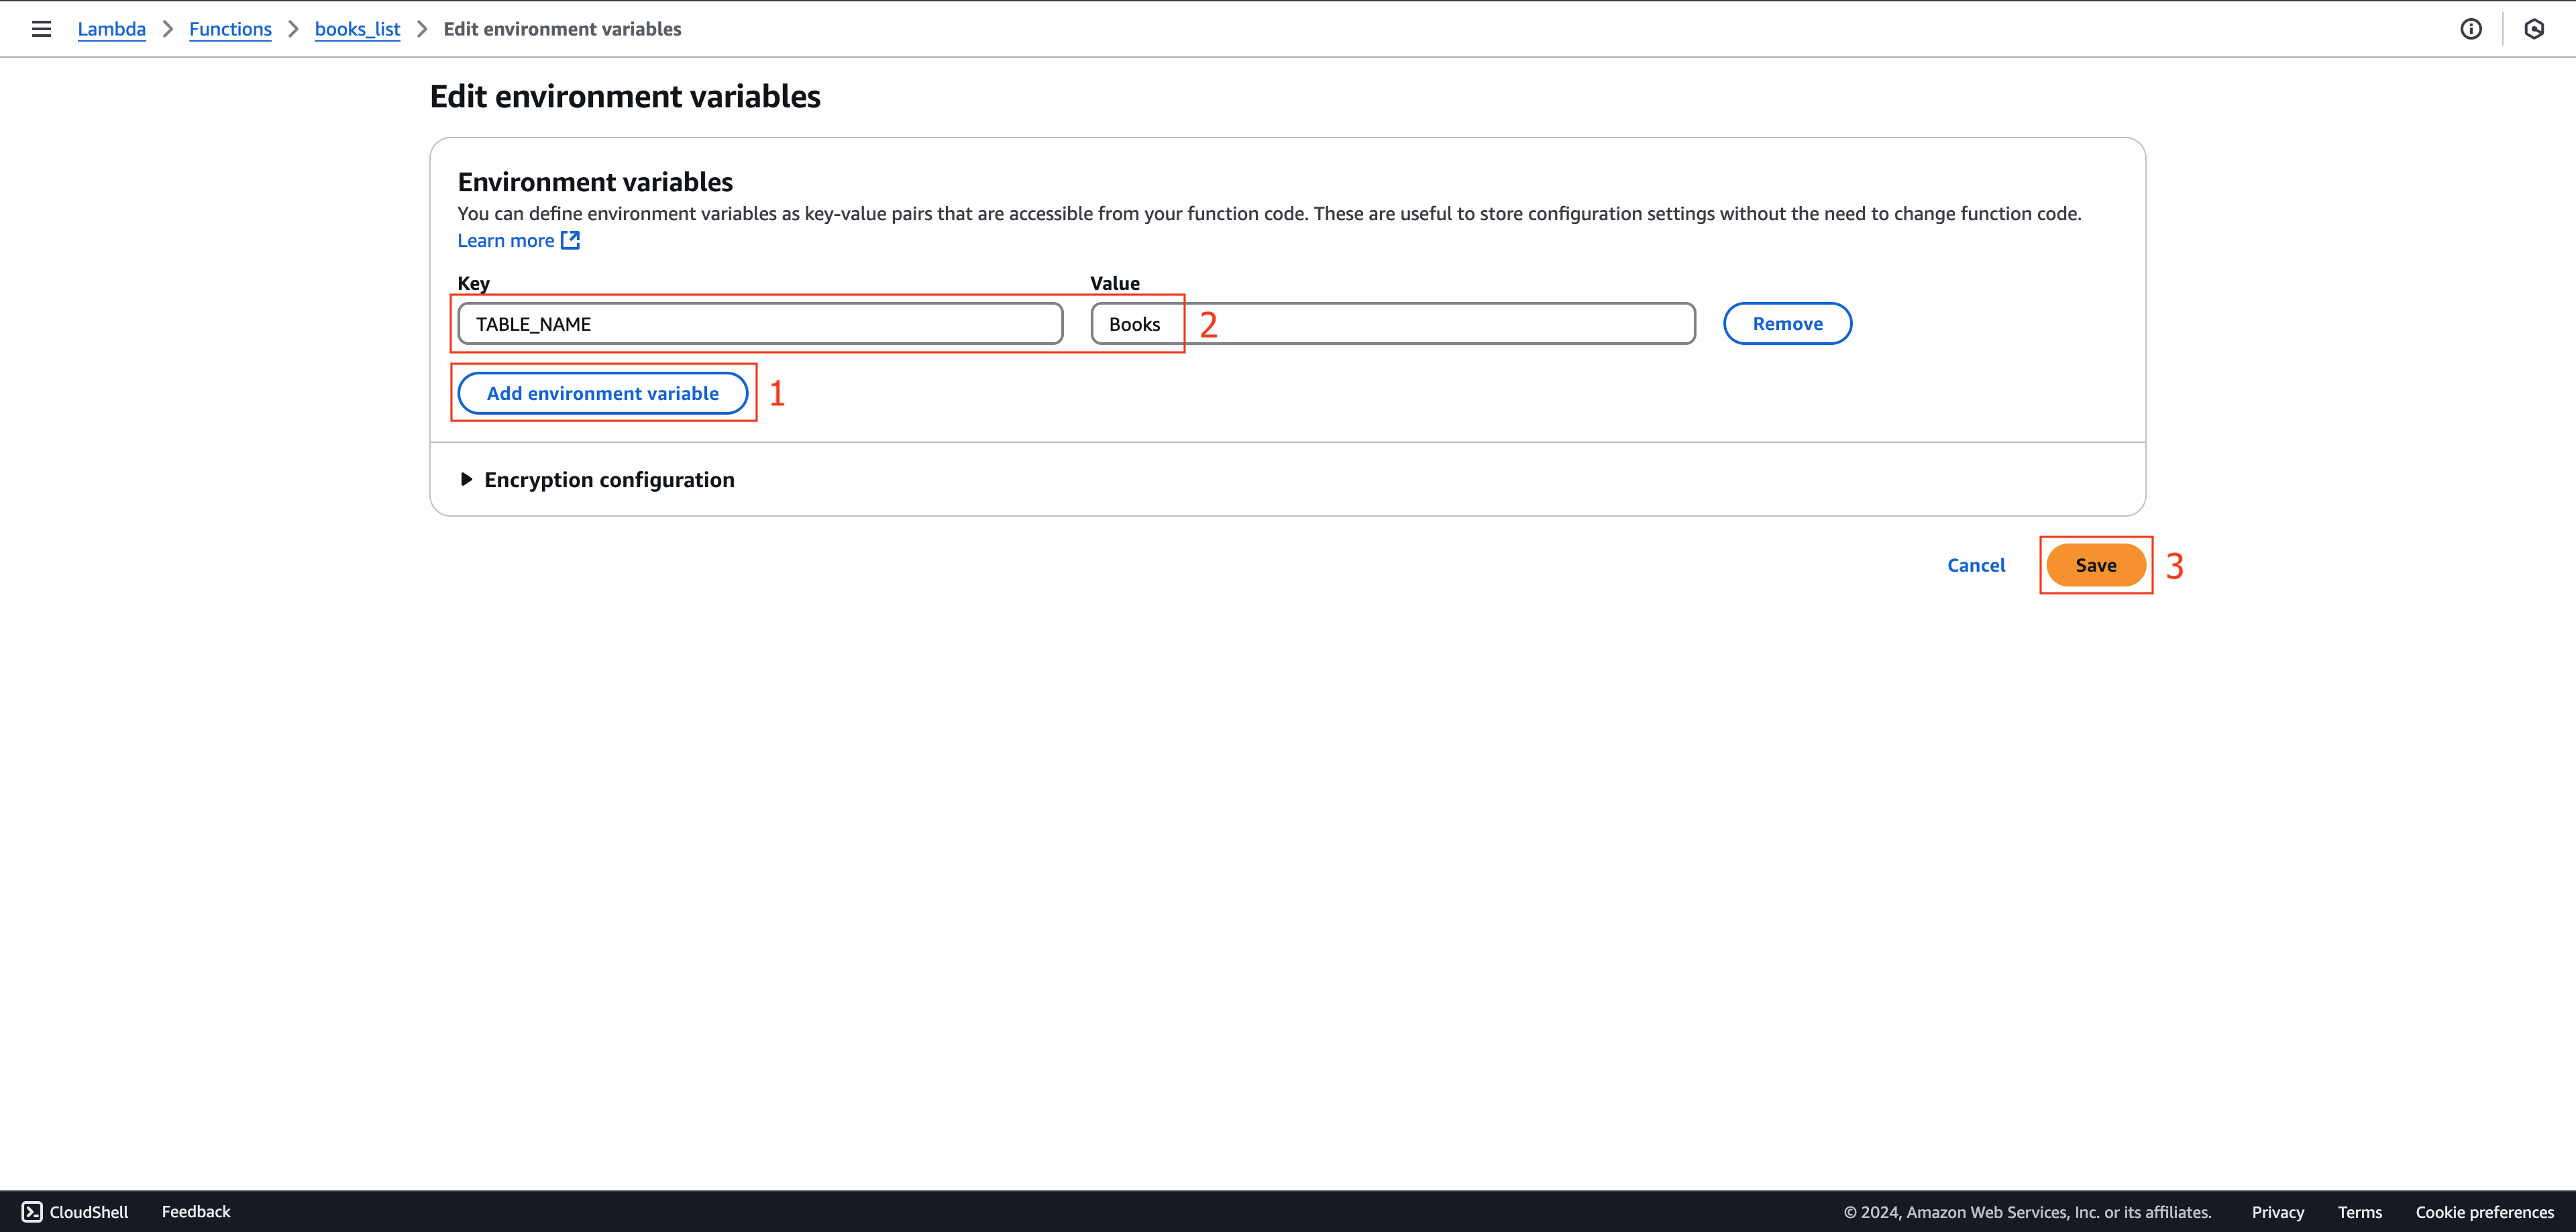 Lambda > Functions > books_list > Edit environment variables
Edit environment variables
Environment variables
You can define environment variables as key-value pairs that are accessible from your function code. These are useful to store configuration settings without the need to change function code.
Learn more
Key Value
TABLE_NAME Books 2 Remove
Add environment variable 1
Encryption configuration
Cancel Save 3
CloudShell Feedback © 2024, Amazon Web Services, Inc. or its affiliates. Privacy Terms Cookie preferences